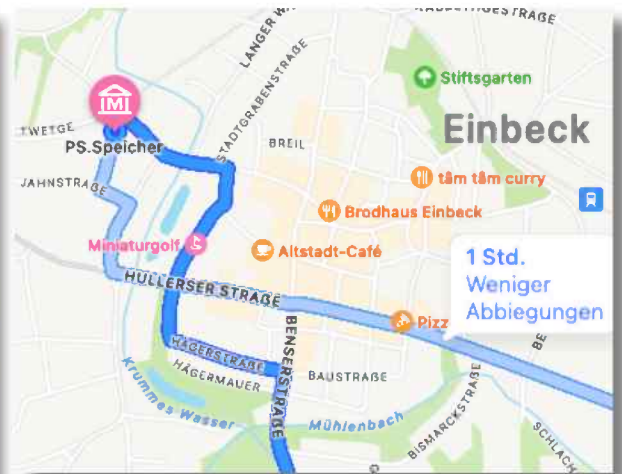 LANGER
STRAßE
Stiftsgarten
STADTGRABENSTRAßE
Einbeck
TWETGE
PS.Speicher
BREIL
tâm tâm curry
JAHNSTRAßE
Brodhaus Einbeck
Miniaturgolf
Altstadt-Café
1 Std.
Weniger
Abbiegungen
HULLERSER STRAßE
Pizz
BENSERSTRAßE
BE
HÄGERSTRAßE
HÄGERMAUER
BAUSTRAßE
Krummes Wasser
Mühlenbach
BISMARCKSTRAßE
SCHLACH